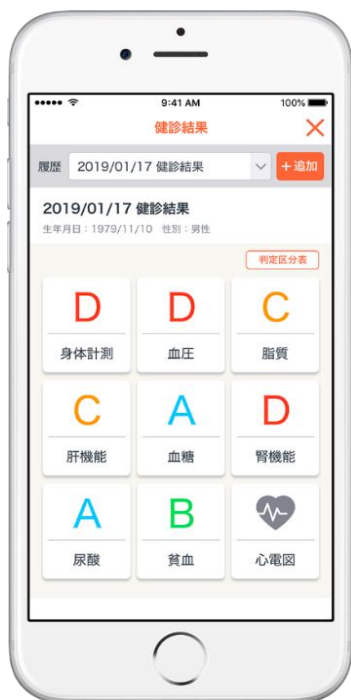 9:41 AM
100%
健診結果
履歴 2019/01/17 健診結果 +追加
2019/01/17 健診結果
生年月日：1979/11/10 性別：男性
判定区分表
D D C
身体計測 血圧 脂質
C A D
肝機能 血糖 腎機能
A B
尿酸 貧血 心電図